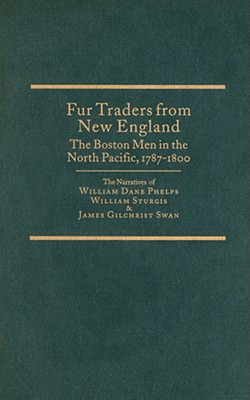 Fur Traders from
New England
The Boston Men in the
North Pacific, 1787-1800
The Narratives of
William Dane Phelps
William Sturgis
&
James Gilchrist Swan